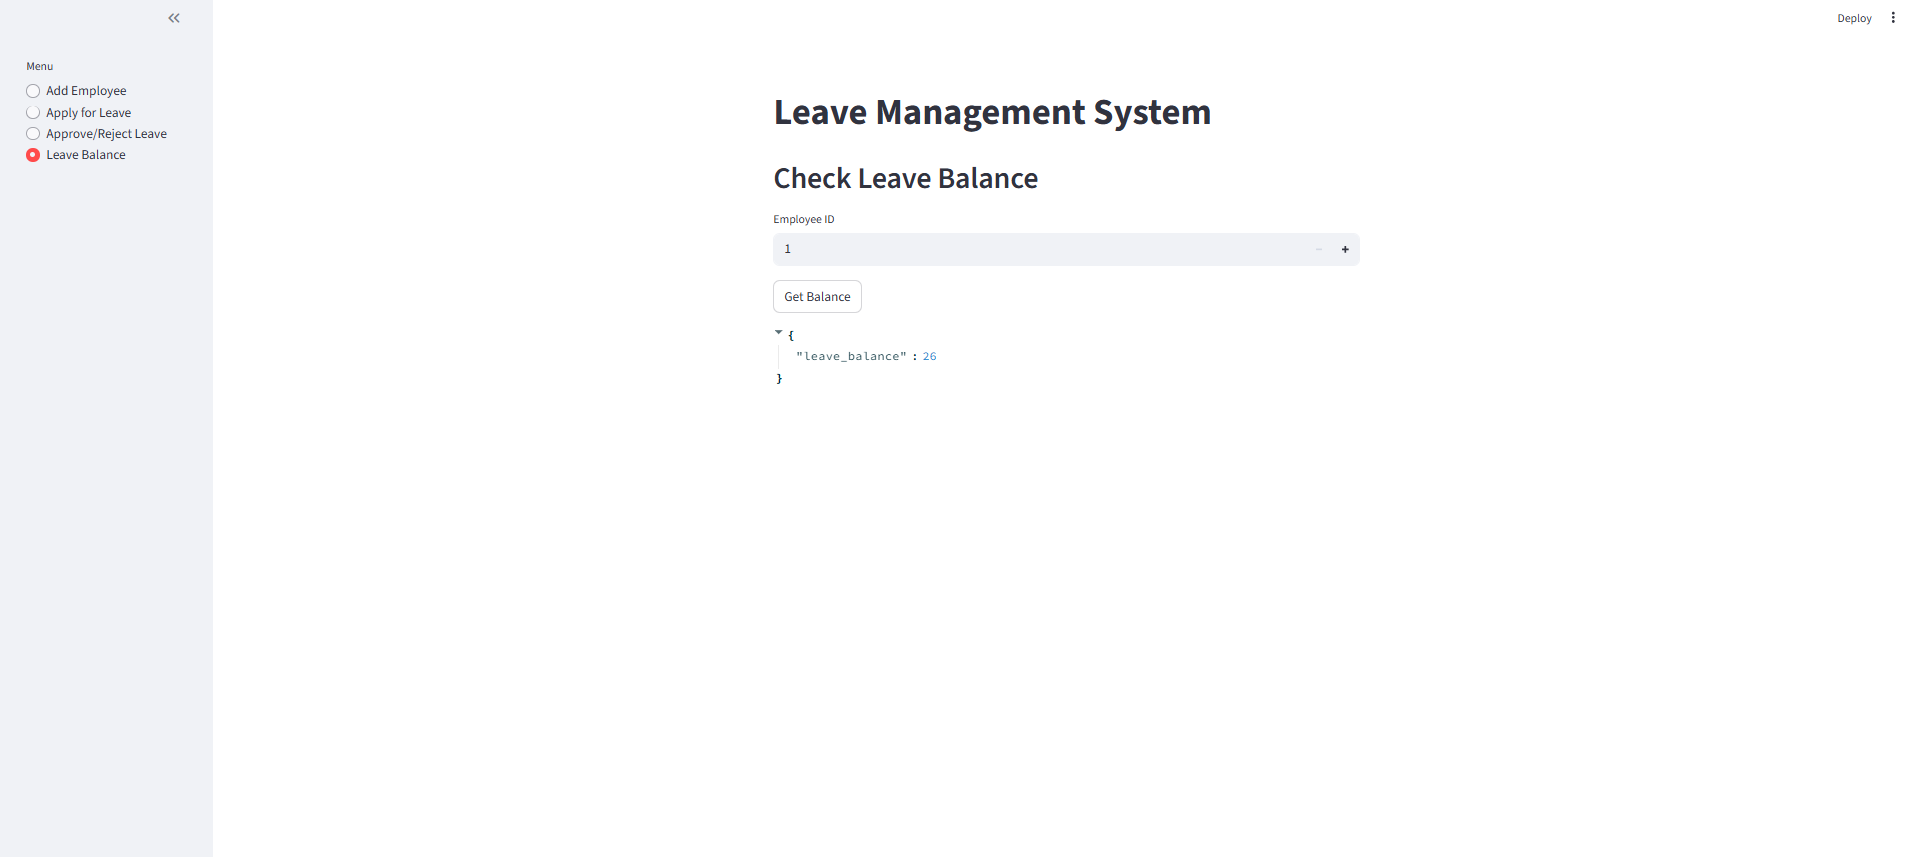 Deploy
Menu
Add Employee
Apply for Leave
Approve/Reject Leave
Leave Balance
Leave Management System
Check Leave Balance
Employee ID
1
Get Balance
{
"leave_balance" : 26
}